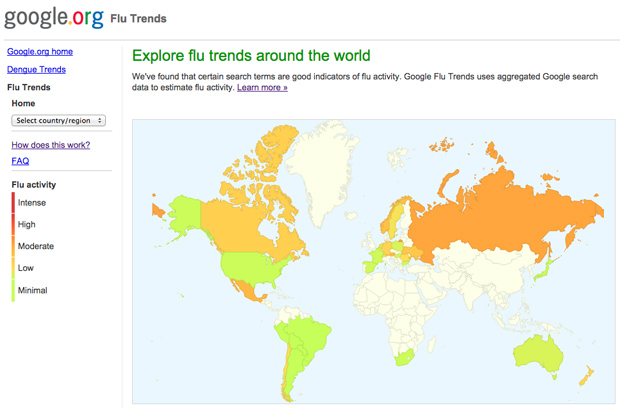 google.org Flu Trends
Google.org home
Dengue Trends
Flu Trends
Home
Select country/region
How does this work?
FAQ
Flu activity
Intense
High
Moderate
Low
Minimal
Explore flu trends around the world
We've found that certain search terms are good indicators of flu activity. Google Flu Trends uses aggregated Google search
data to estimate flu activity. Learn more »